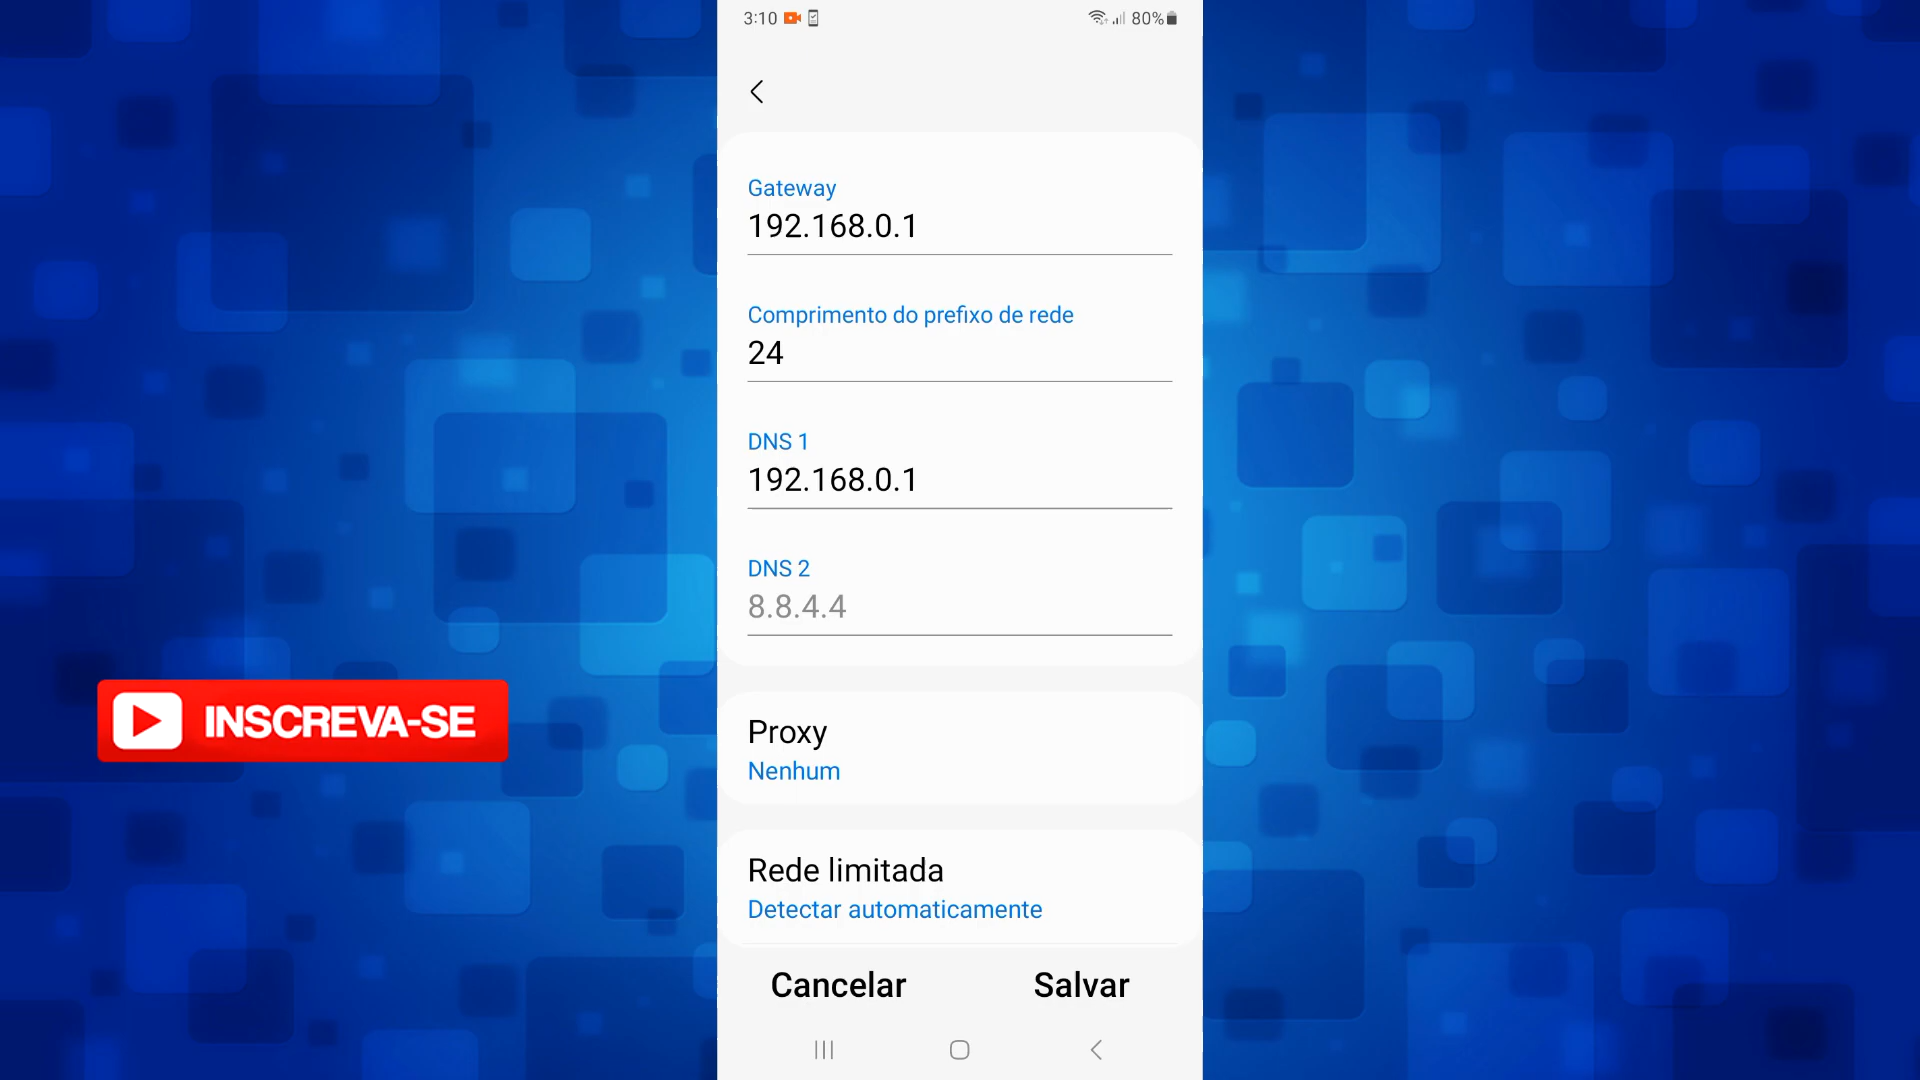 3:10
80%
Gateway
192.168.0.1
Comprimento do prefixo de rede
24
DNS 1
192.168.0.1
DNS 2
8.8.4.4
INSCREVA-SE
Proxy
Nenhum
Rede limitada
Detectar automaticamente
Cancelar
Salvar